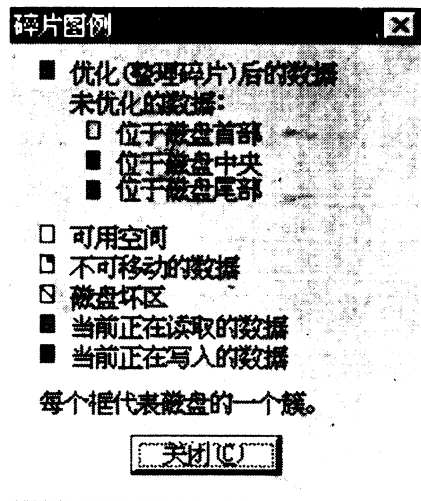 碎片图例
优化(整理碎片)后的数据
未优化的数据:
位于磁盘首部
位于磁盘中央
位于磁盘尾部
可用空间
不可移动的数据
磁盘坏区
当前正在读取的数据
当前正在写入的数据
每个框代表磁盘的一个簇。
关闭(C)